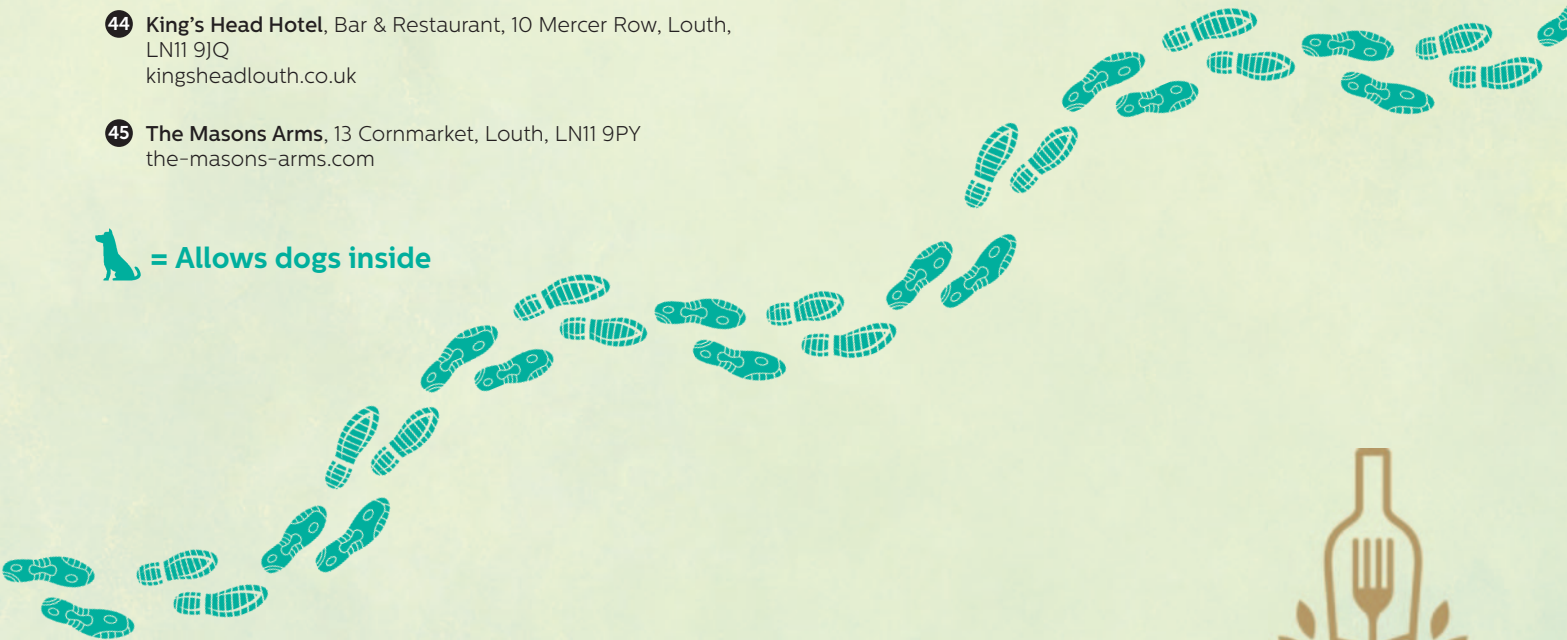 44 King's Head Hotel, Bar & Restaurant, 10 Mercer Row, Louth,
LN11 9JQ
kingsheadlouth.co.uk
45 The Masons Arms, 13 Cornmarket, Louth, LN11 9PY
the-masons-arms.com
= Allows dogs inside